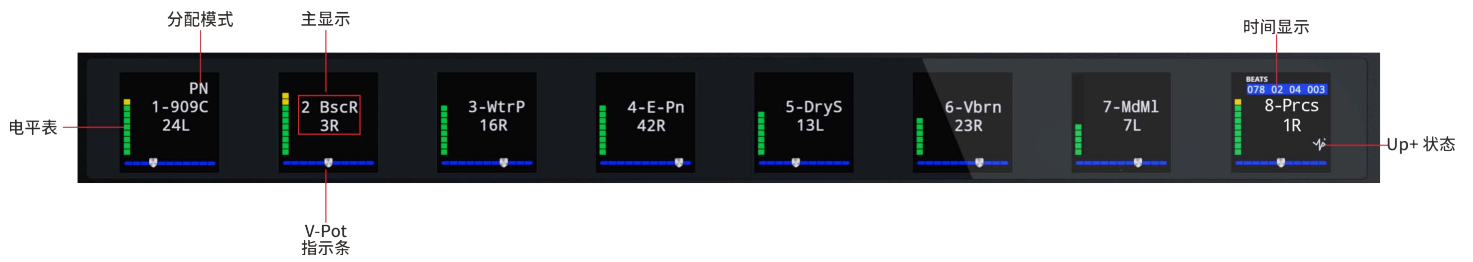 分配模式
主显示
时间显示
PN
1-909C
24L
2 BscR
3R
3-WtrP
16R
4-E-Pn
42R
5-DryS
13L
6-Vbrn
23R
7-MdMl
7L
BEATS
078 02 04 003
8-Prcs
1R
电平表
Up+ 状态
V-Pot
指示条